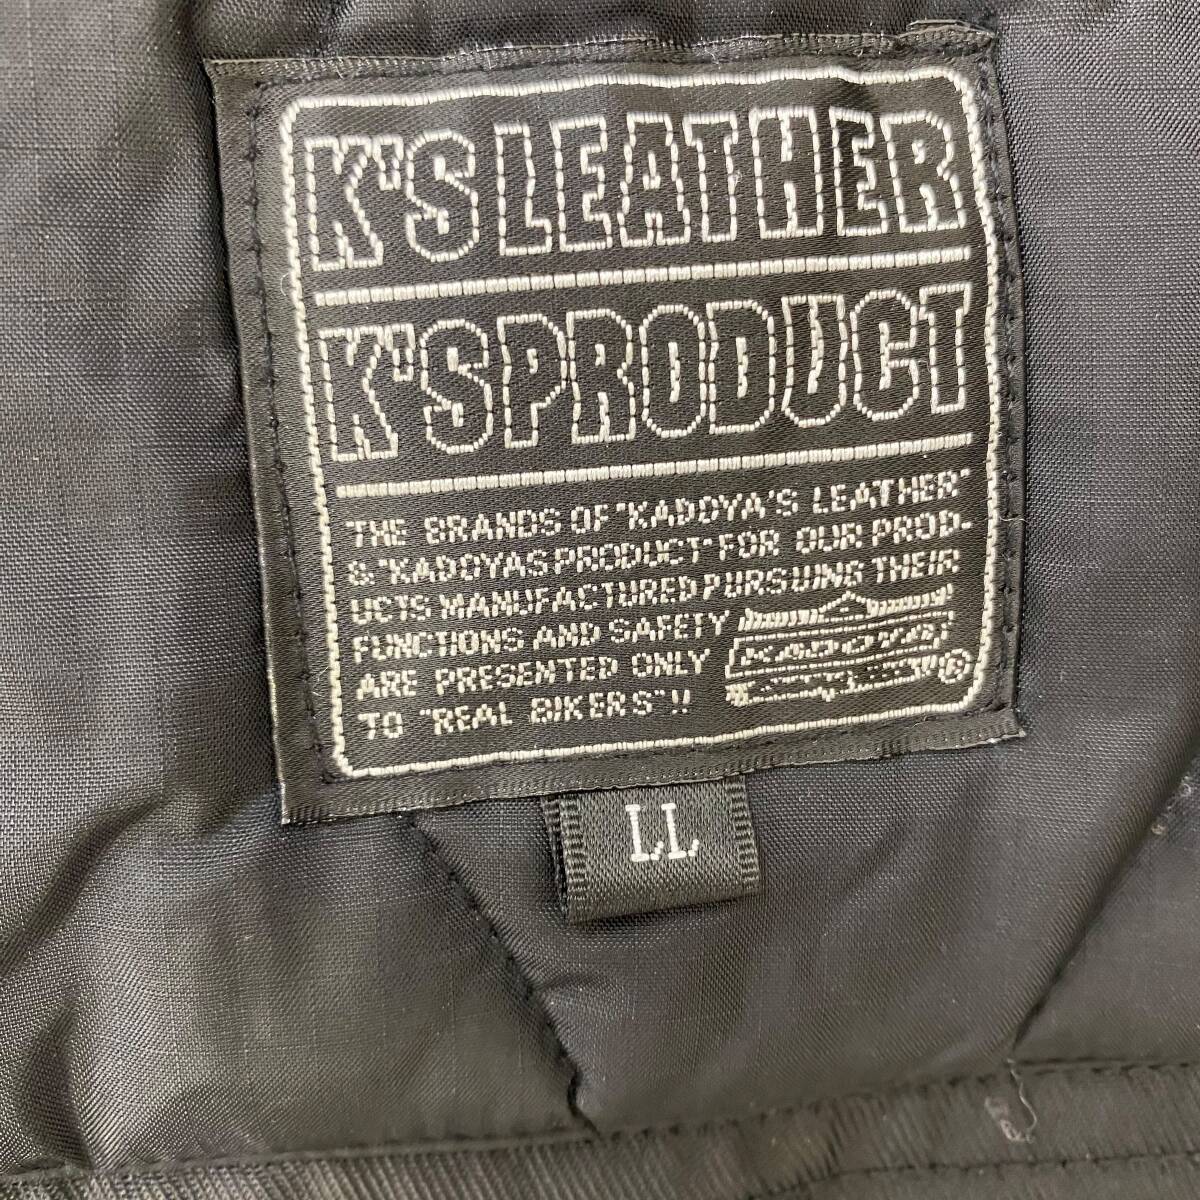 K'S LEATHER
K'S PRODUCT
THE BRANDS OF "KADOYA'S LEATHER"
& "KADOYAS PRODUCT" FOR OUR PROD-
UCTS MANUFACTURED PURSUING THEIR
FUNCTIONS AND SAFETY
ARE PRESENTED ONLY
TO "REAL BIKERS"!!
KADOYA
®
LL